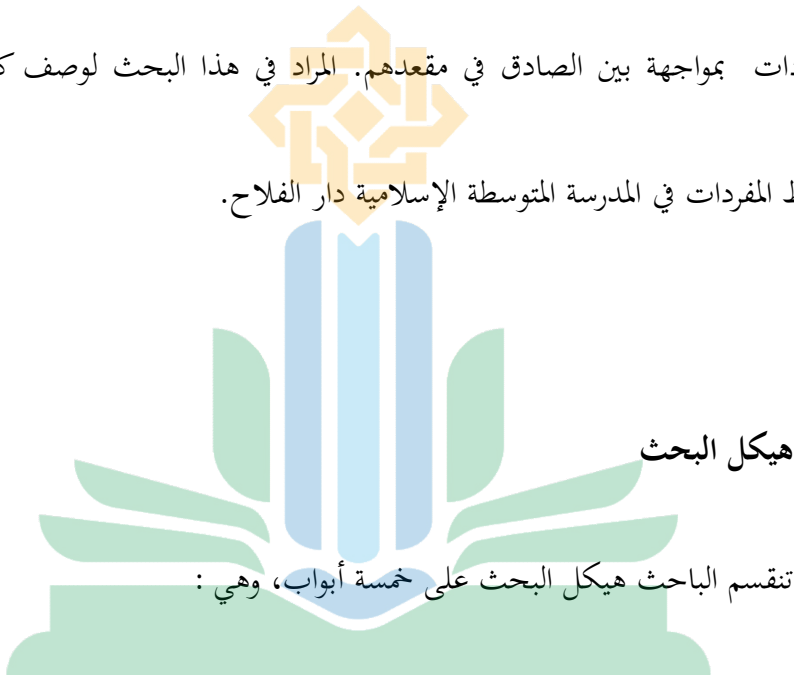 بمواجهة بين الصادق في مقعدهم. المراد في هذا البحث لوصف
المفردات في المدرسة المتوسطة الإسلامية دار الفلاح.
هيكل البحث
تنقسم الباحث هيكل البحث على خمسة أبواب، وهي :